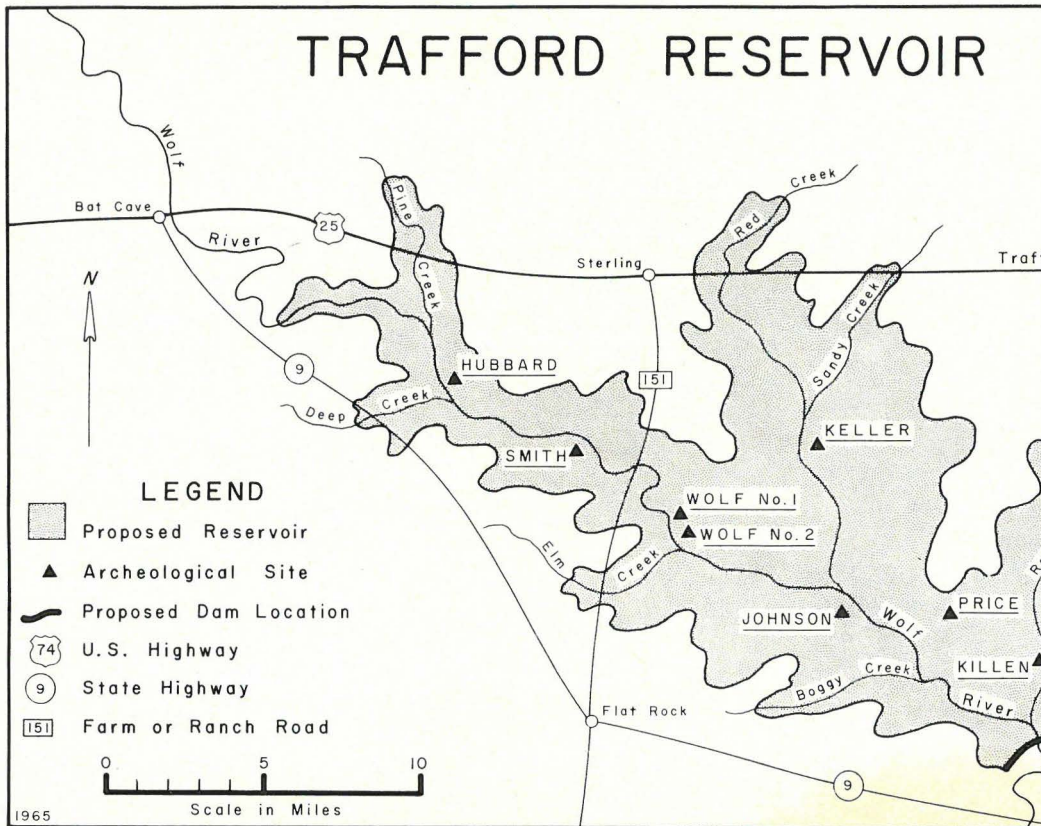 TRAFFORD RESERVOIR
Wolf
Bat Cave
River
25
Pine
Creek
Red
Creek
Sterling
Traff
Sandy Creek
N
9
HUBBARD
151
Deep Creek
SMITH
KELLER
WOLF No.1
WOLF No.2
Elm Creek
JOHNSON
Wolf
PRICE
KILLEN
Boggy Creek
River
Flat Rock
9
LEGEND
Proposed Reservoir
Archeological Site
Proposed Dam Location
74 U.S. Highway
9 State Highway
151 Farm or Ranch Road
0 5 10
Scale in Miles
1965